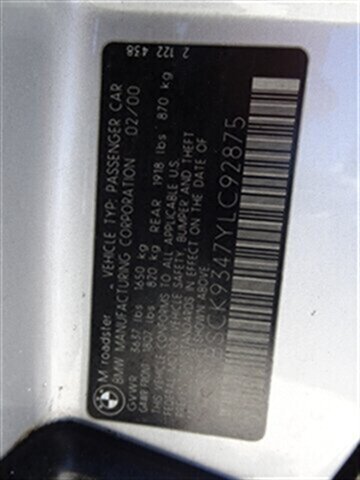 M roadster
VEHICLE TYP: PASSENGER CAR
BMW MANUFACTURING CORPORATION 02/00
GVWR 3637 lbs 1650 kg
GAWR FRONT 1802 lbs 820 kg REAR 1918 lbs 870 kg
THIS VEHICLE CONFORMS TO ALL APPLICABLE U.S.
FEDERAL MOTOR VEHICLE SAFETY, BUMPER AND THEFT
PREVENTION STANDARDS IN EFFECT ON THE DATE OF
MANUFACTURE SHOWN ABOVE
SCK9347YLC92875
2 122 438